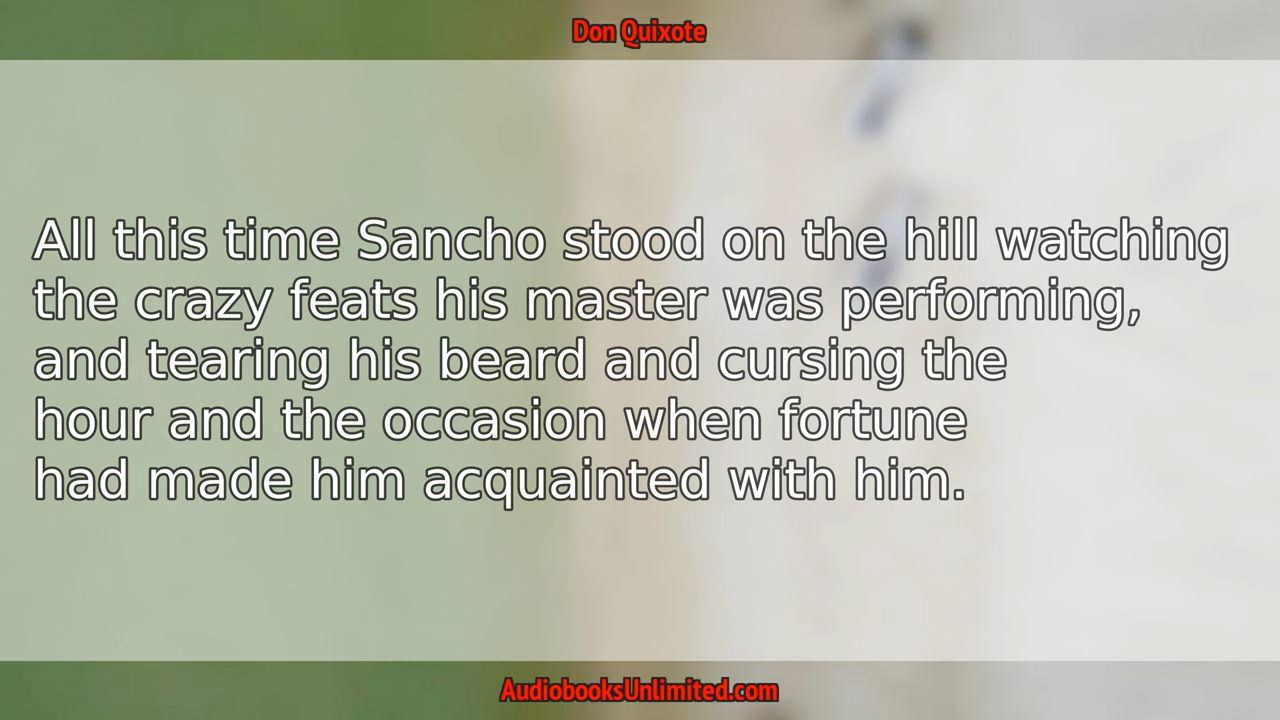 Don Quixote
All this time Sancho stood on the hill watching
the crazy feats his master was performing,
and tearing his beard and cursing the
hour and the occasion when fortune
had made him acquainted with him.
AudiobooksUnlimited.com